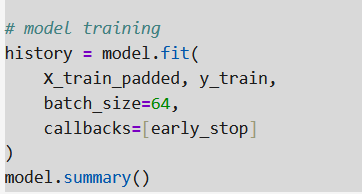 # model training
history = model.fit(
    X_train_padded, y_train,
    batch_size=64,
    callbacks=[early_stop]
)
model.summary()